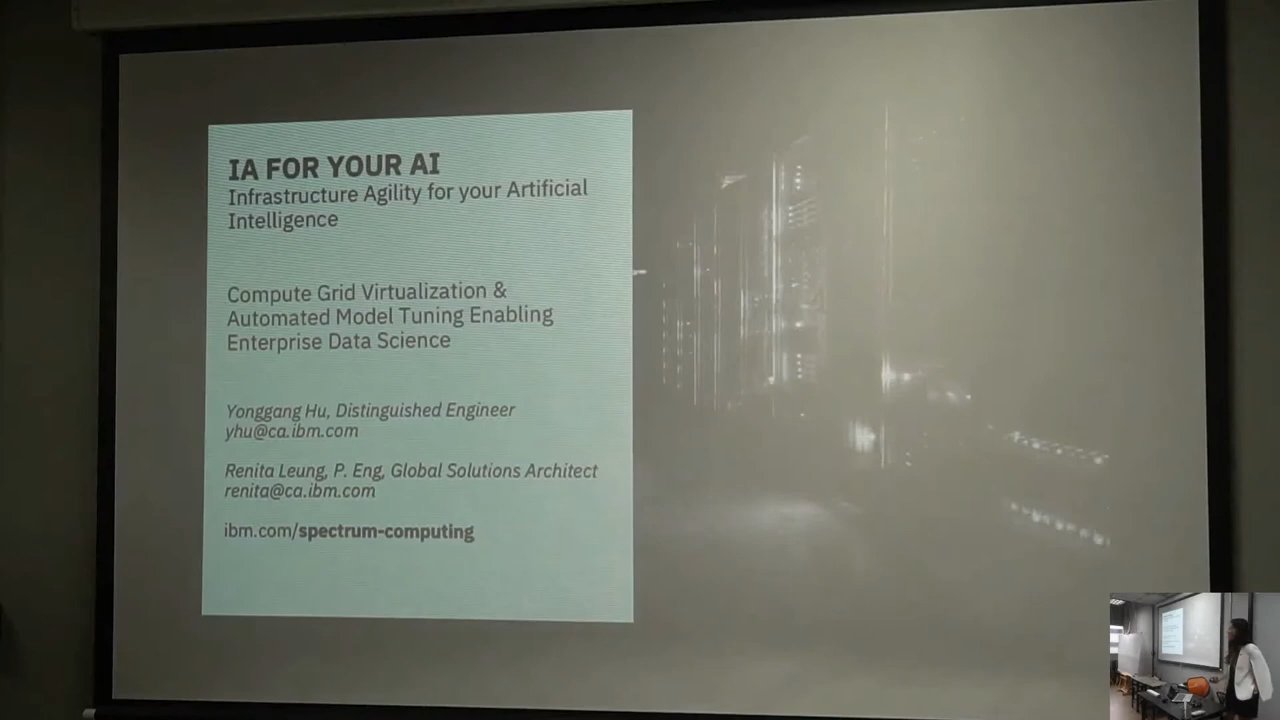 IA FOR YOUR AI
Infrastructure Agility for your Artificial
Intelligence
Compute Grid Virtualization &
Automated Model Tuning Enabling
Enterprise Data Science
Yonggang Hu, Distinguished Engineer
yhu@ca.ibm.com
Renita Leung, P. Eng, Global Solutions Architect
renita@ca.ibm.com
ibm.com/spectrum-computing